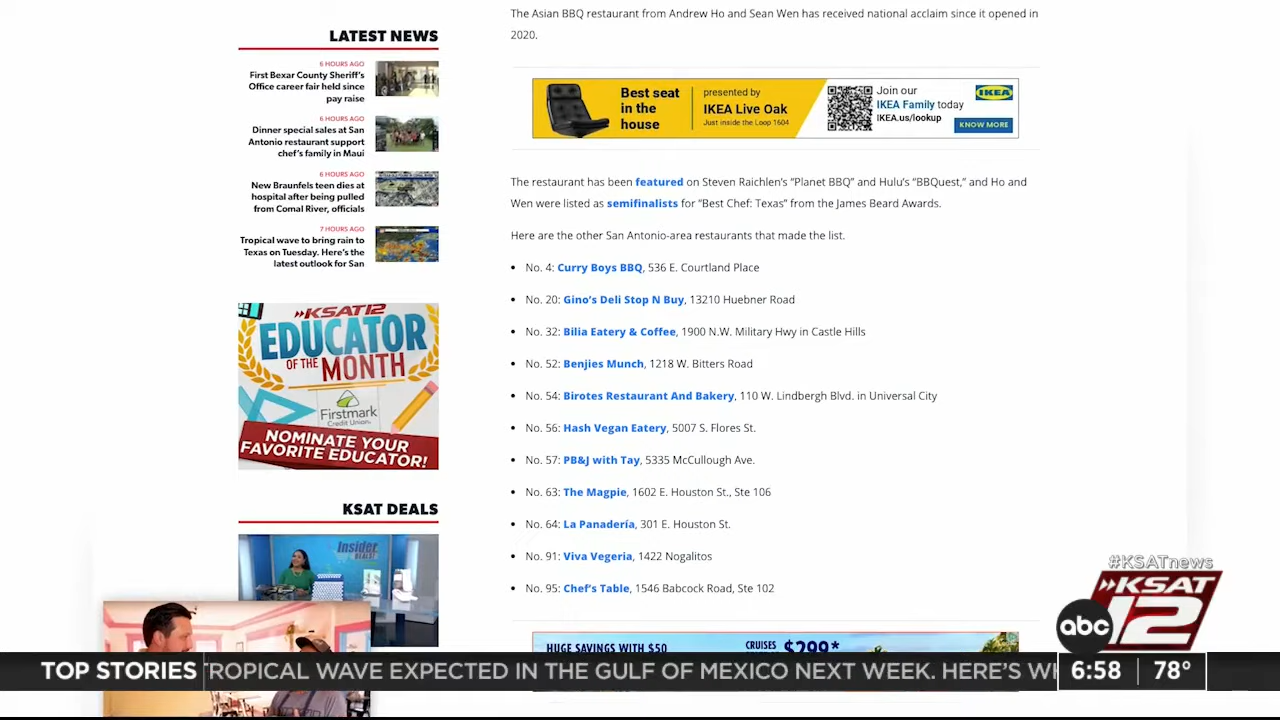 The Asian BBQ restaurant from Andrew Ho and Sean Wen has received national acclaim since it opened in
2020.
LATEST NEWS
6 HOURS AGO
First Bexar County Sheriff's
Office career fair held since
pay raise
6 HOURS AGO
Dinner special sales at San
Antonio restaurant support
chef's family in Maui
6 HOURS AGO
New Braunfels teen dies at
hospital after being pulled
from Comal River, officials
7 HOURS AGO
Tropical wave to bring rain to
Texas on Tuesday. Here's the
latest outlook for San
KSAT12
EDUCATOR
OF THE
MONTH
Firstmark
Credit Union
NOMINATE YOUR
FAVORITE EDUCATOR!
KSAT DEALS
Insider
DEALS!
Best seat
in the
house
presented by
IKEA Live Oak
Just inside the Loop 1604
Join our
IKEA Family today
IKEA.us/lookup
IKEA
KNOW MORE
The restaurant has been featured on Steven Raichlen's "Planet BBQ" and Hulu's "BBQuest," and Ho and
Wen were listed as semifinalists for "Best Chef: Texas" from the James Beard Awards.
Here are the other San Antonio-area restaurants that made the list.
• No. 4: Curry Boys BBQ, 536 E. Courtland Place
• No. 20: Gino's Deli Stop N Buy, 13210 Huebner Road
• No. 32: Bilia Eatery & Coffee, 1900 N.W. Military Hwy in Castle Hills
• No. 52: Benjies Munch, 1218 W. Bitters Road
• No. 54: Birotes Restaurant And Bakery, 110 W. Lindbergh Blvd. in Universal City
• No. 56: Hash Vegan Eatery, 5007 S. Flores St.
• No. 57: PB&J with Tay, 5335 McCullough Ave.
• No. 63: The Magpie, 1602 E. Houston St., Ste 106
• No. 64: La Panadería, 301 E. Houston St.
• No. 91: Viva Vegeria, 1422 Nogalitos
• No. 95: Chef's Table, 1546 Babcock Road, Ste 102
HUGE SAVINGS WITH $50
CRUISES
$299*
#KSATnews
KSAT
12
abc
TOP STORIES
TROPICAL WAVE EXPECTED IN THE GULF OF MEXICO NEXT WEEK. HERE'S
6:58
78°